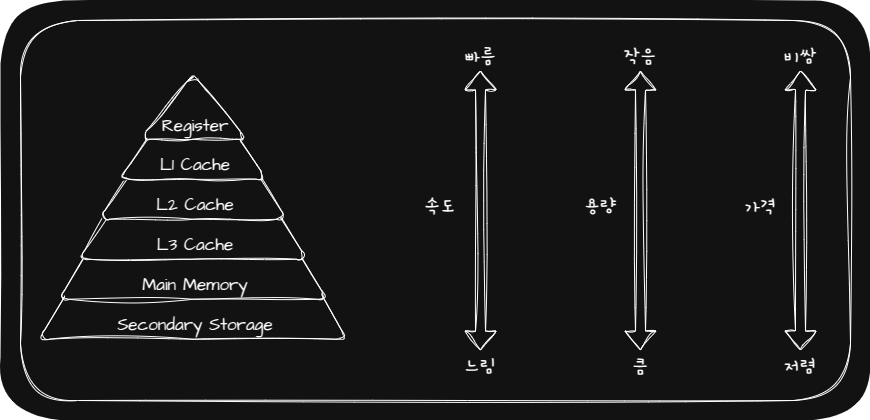 빠름
작음
비쌈
Register
L1 Cache
L2 Cache
속도
용량
가격
L3 Cache
Main Memory
Secondary Storage
느림
큼
저렴